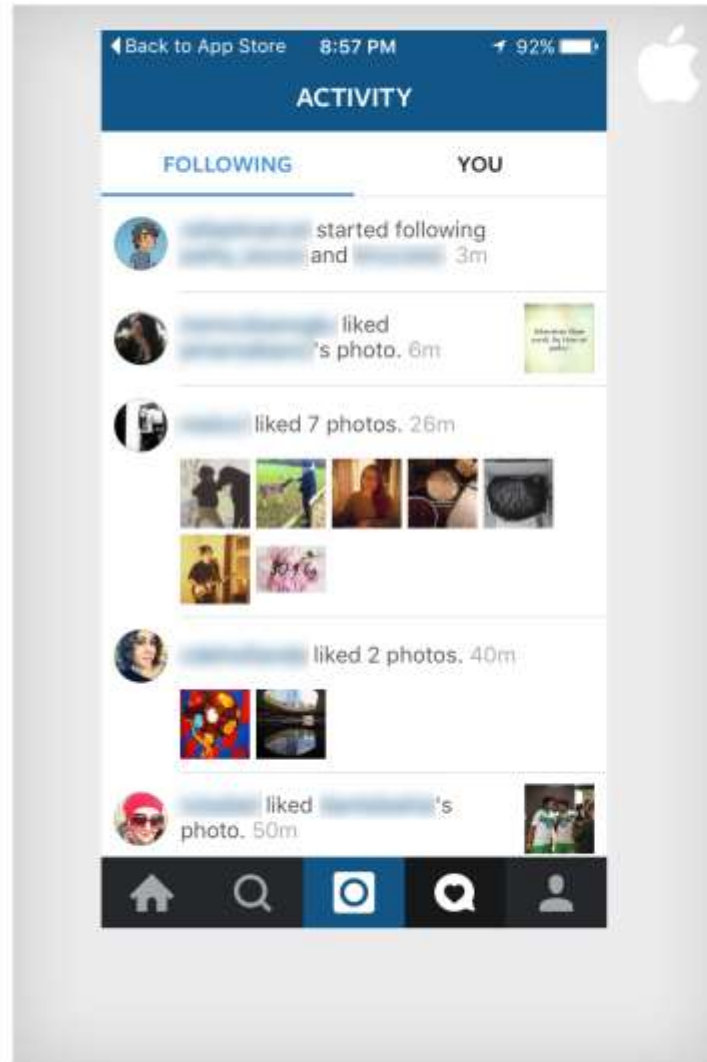 Back to App Store 8:57 PM 92%
ACTIVITY
FOLLOWING YOU
started following
and 3m
liked
's photo. 6m
liked 7 photos. 26m
liked 2 photos. 40m
liked 's
photo. 50m